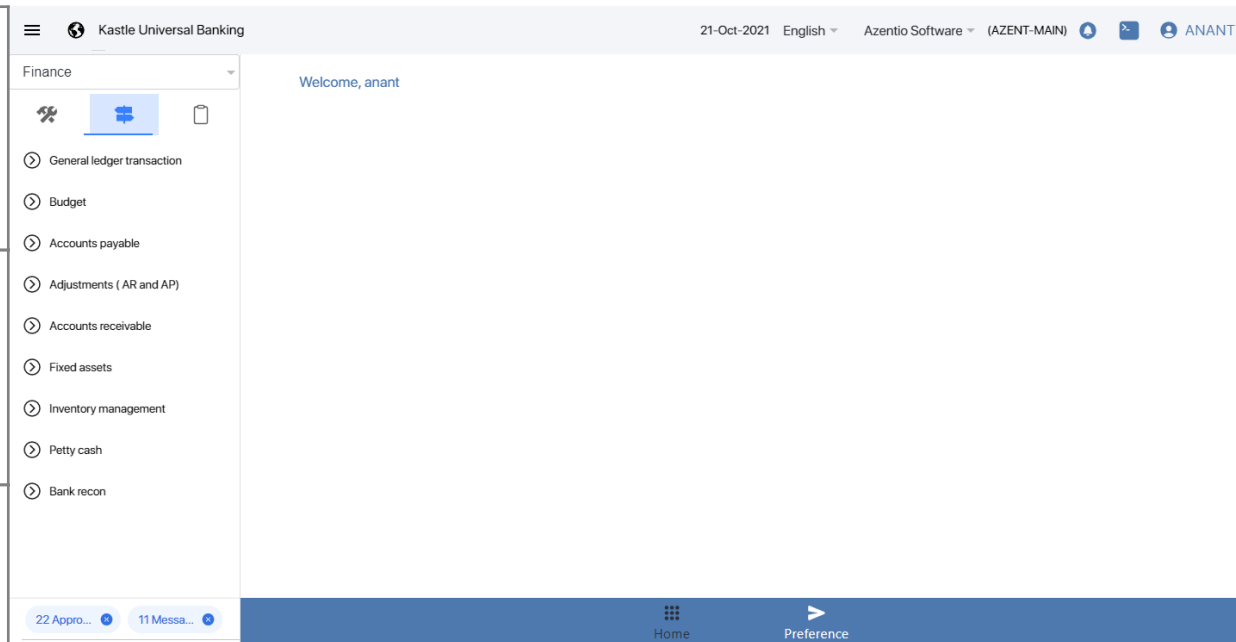 Kastle Universal Banking
21-Oct-2021 English Azentio Software (AZENT-MAIN) ANANT
Finance
Welcome, anant
General ledger transaction
Budget
Accounts payable
Adjustments ( AR and AP)
Accounts receivable
Fixed assets
Inventory management
Petty cash
Bank recon
22 Appro... 11 Messa...
Home Preference